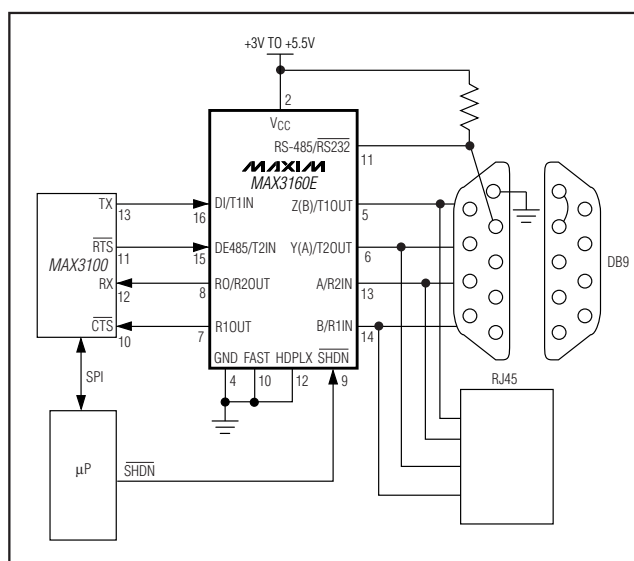 +3V TO +5.5V
2
VCC
RS-485/RS232
11
MAXIM
MAX3160E
TX
13
DI/T1IN
16
Z(B)/T1OUT
5
RTS
11
DE485/T2IN
15
Y(A)/T2OUT
6
MAX3100
DB9
RX
12
RO/R2OUT
8
A/R2IN
13
CTS
10
R1OUT
7
B/R1IN
14
GND
FAST
HDPLX
SHDN
4
10
12
9
SPI
RJ45
µP
SHDN